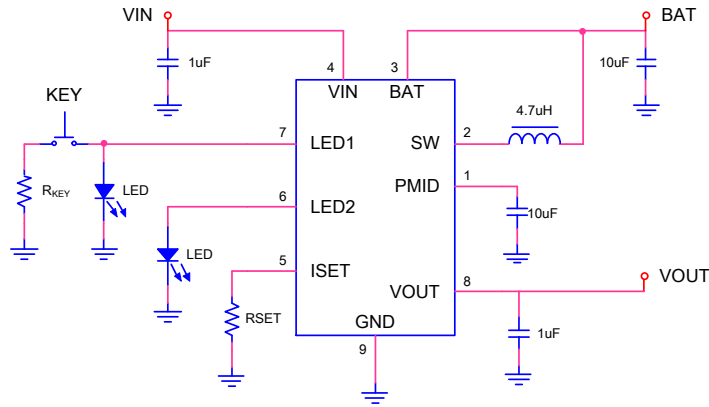 VIN
BAT
1uF
4
3
10uF
VIN
BAT
KEY
4.7uH
7
LED1
SW
2
RKEY
LED
PMID
1
6
LED2
10uF
LED
5
ISET
VOUT
8
VOUT
RSET
GND
1uF
9